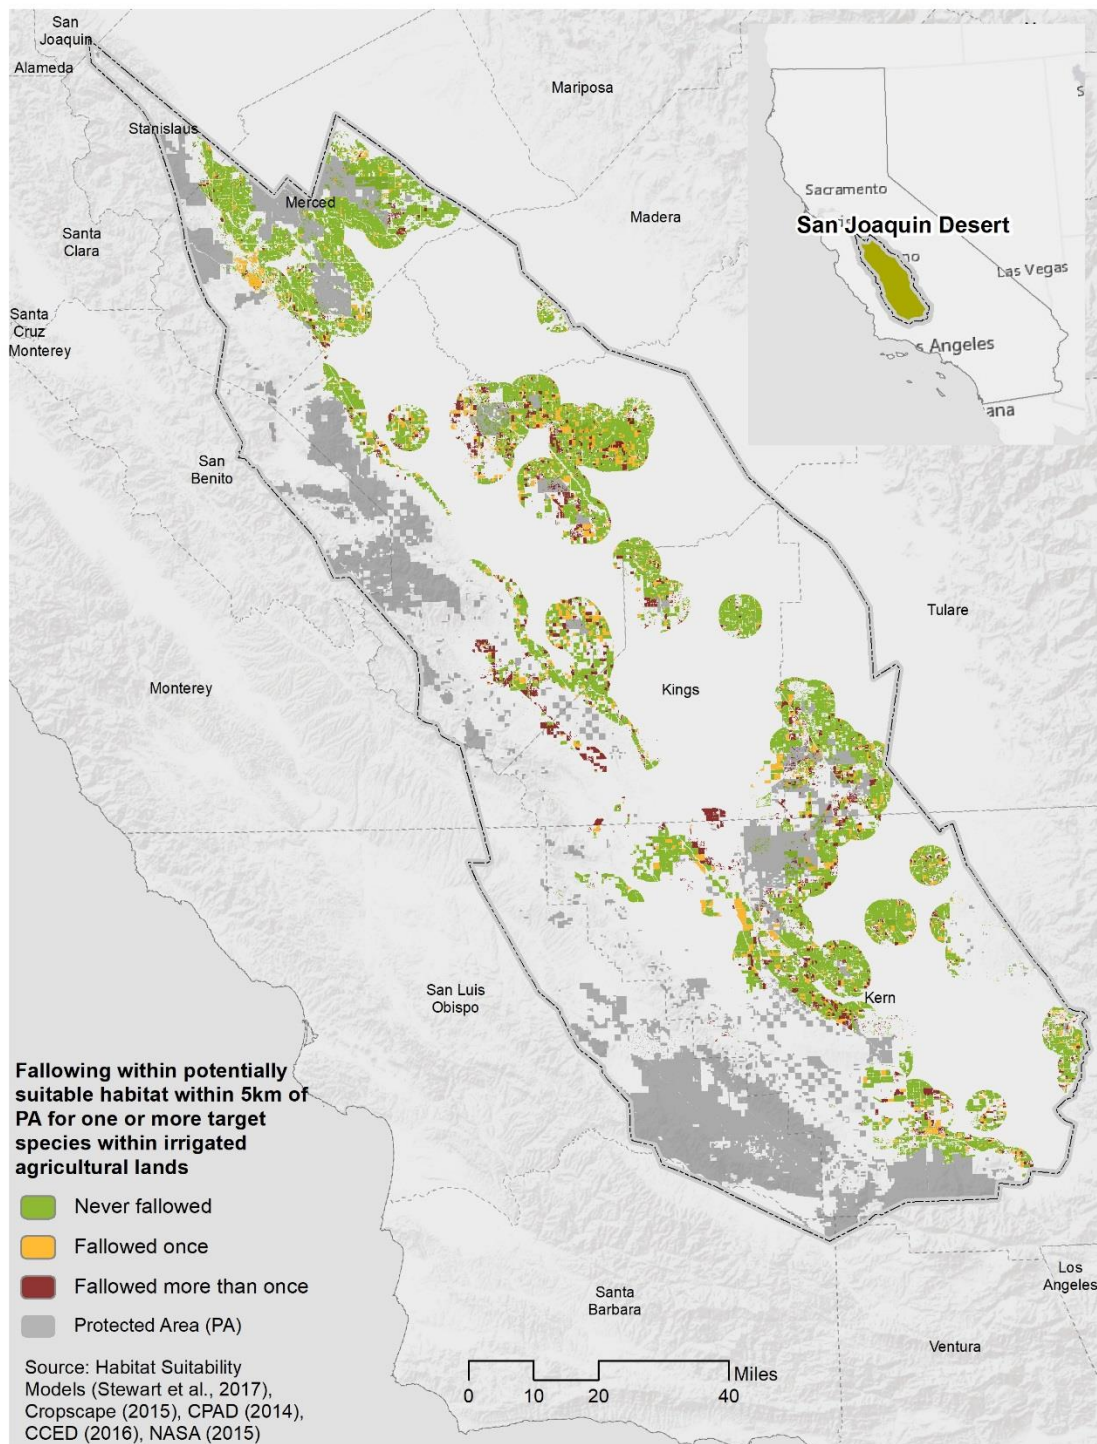 San
Joaquin
Alameda
Mariposa
Stanislaus
Merced
Madera
Santa
Clara
Santa
Cruz
Monterey
San
Benito
Monterey
Tulare
Kings
San Luis
Obispo
Kern
Santa
Barbara
Los
Angeles
Ventura
Sacramento
San Joaquin Desert
no
Las Vegas
s Angeles
ana
Fallowing within potentially
suitable habitat within 5km of
PA for one or more target
species within irrigated
agricultural lands
Never fallowed
Fallowed once
Fallowed more than once
Protected Area (PA)
Source: Habitat Suitability
Models (Stewart et al., 2017),
Cropscape (2015), CPAD (2014),
CCED (2016), NASA (2015)
Miles
0 10 20 40